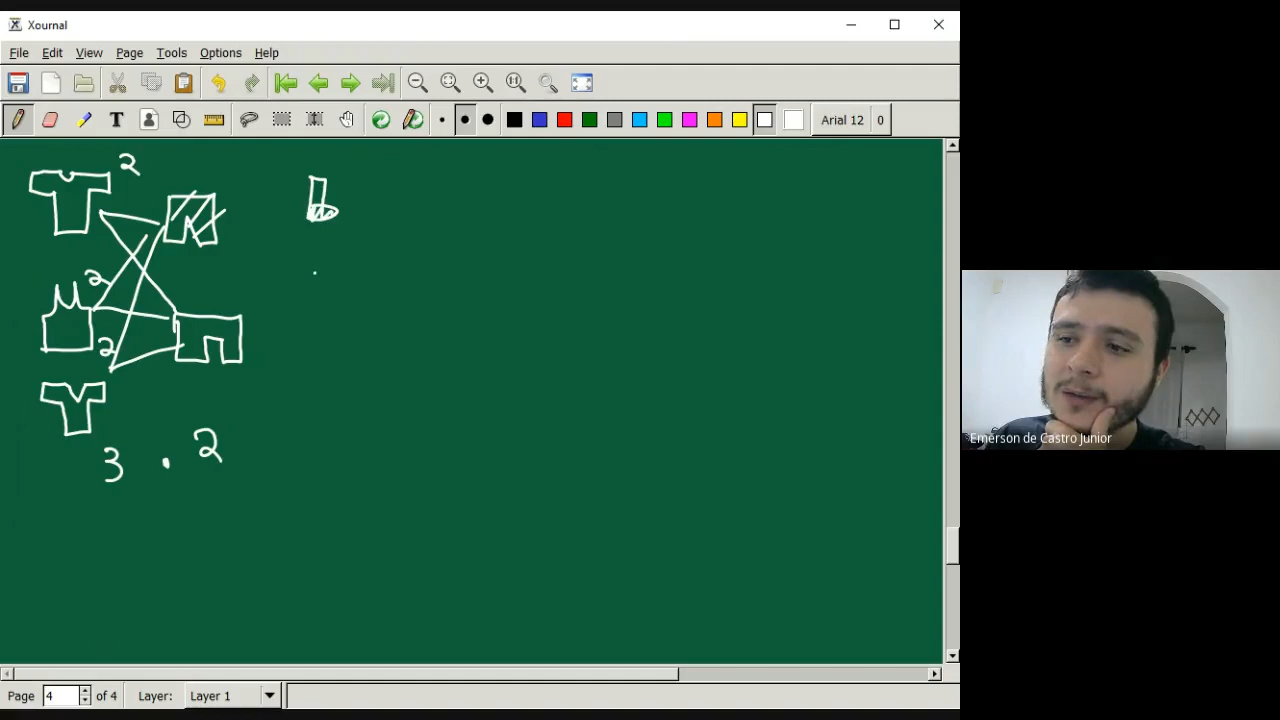 Xournal
File Edit View Page Tools Options Help
Arial 12 0
2
2
2
3 . 2
Emerson de Castro Junior
Page 4 of 4 Layer: Layer 1